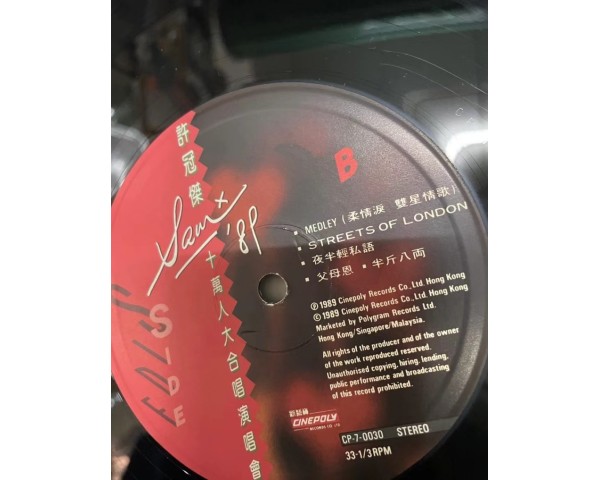 許冠傑
Sam + '89
十萬人大合唱演唱會
SIDE
B
• MEDLEY (柔情淚 雙星情歌)
• STREETS OF LONDON
• 夜半輕私語
• 父母恩 • 半斤八両
℗ 1989 Cinepoly Records Co., Ltd. Hong Kong
© 1989 Cinepoly Records Co., Ltd. Hong Kong
Marketed by Polygram Records Ltd.
Hong Kong/Singapore/Malaysia.
All rights of the producer and of the owner
of the work reproduced reserved.
Unauthorised copying, hiring, lending,
public performance and broadcasting
of this record prohibited.
CINEPOLY
RECORDS CO. LTD
CP-7-0030 STEREO
33-1/3 RPM